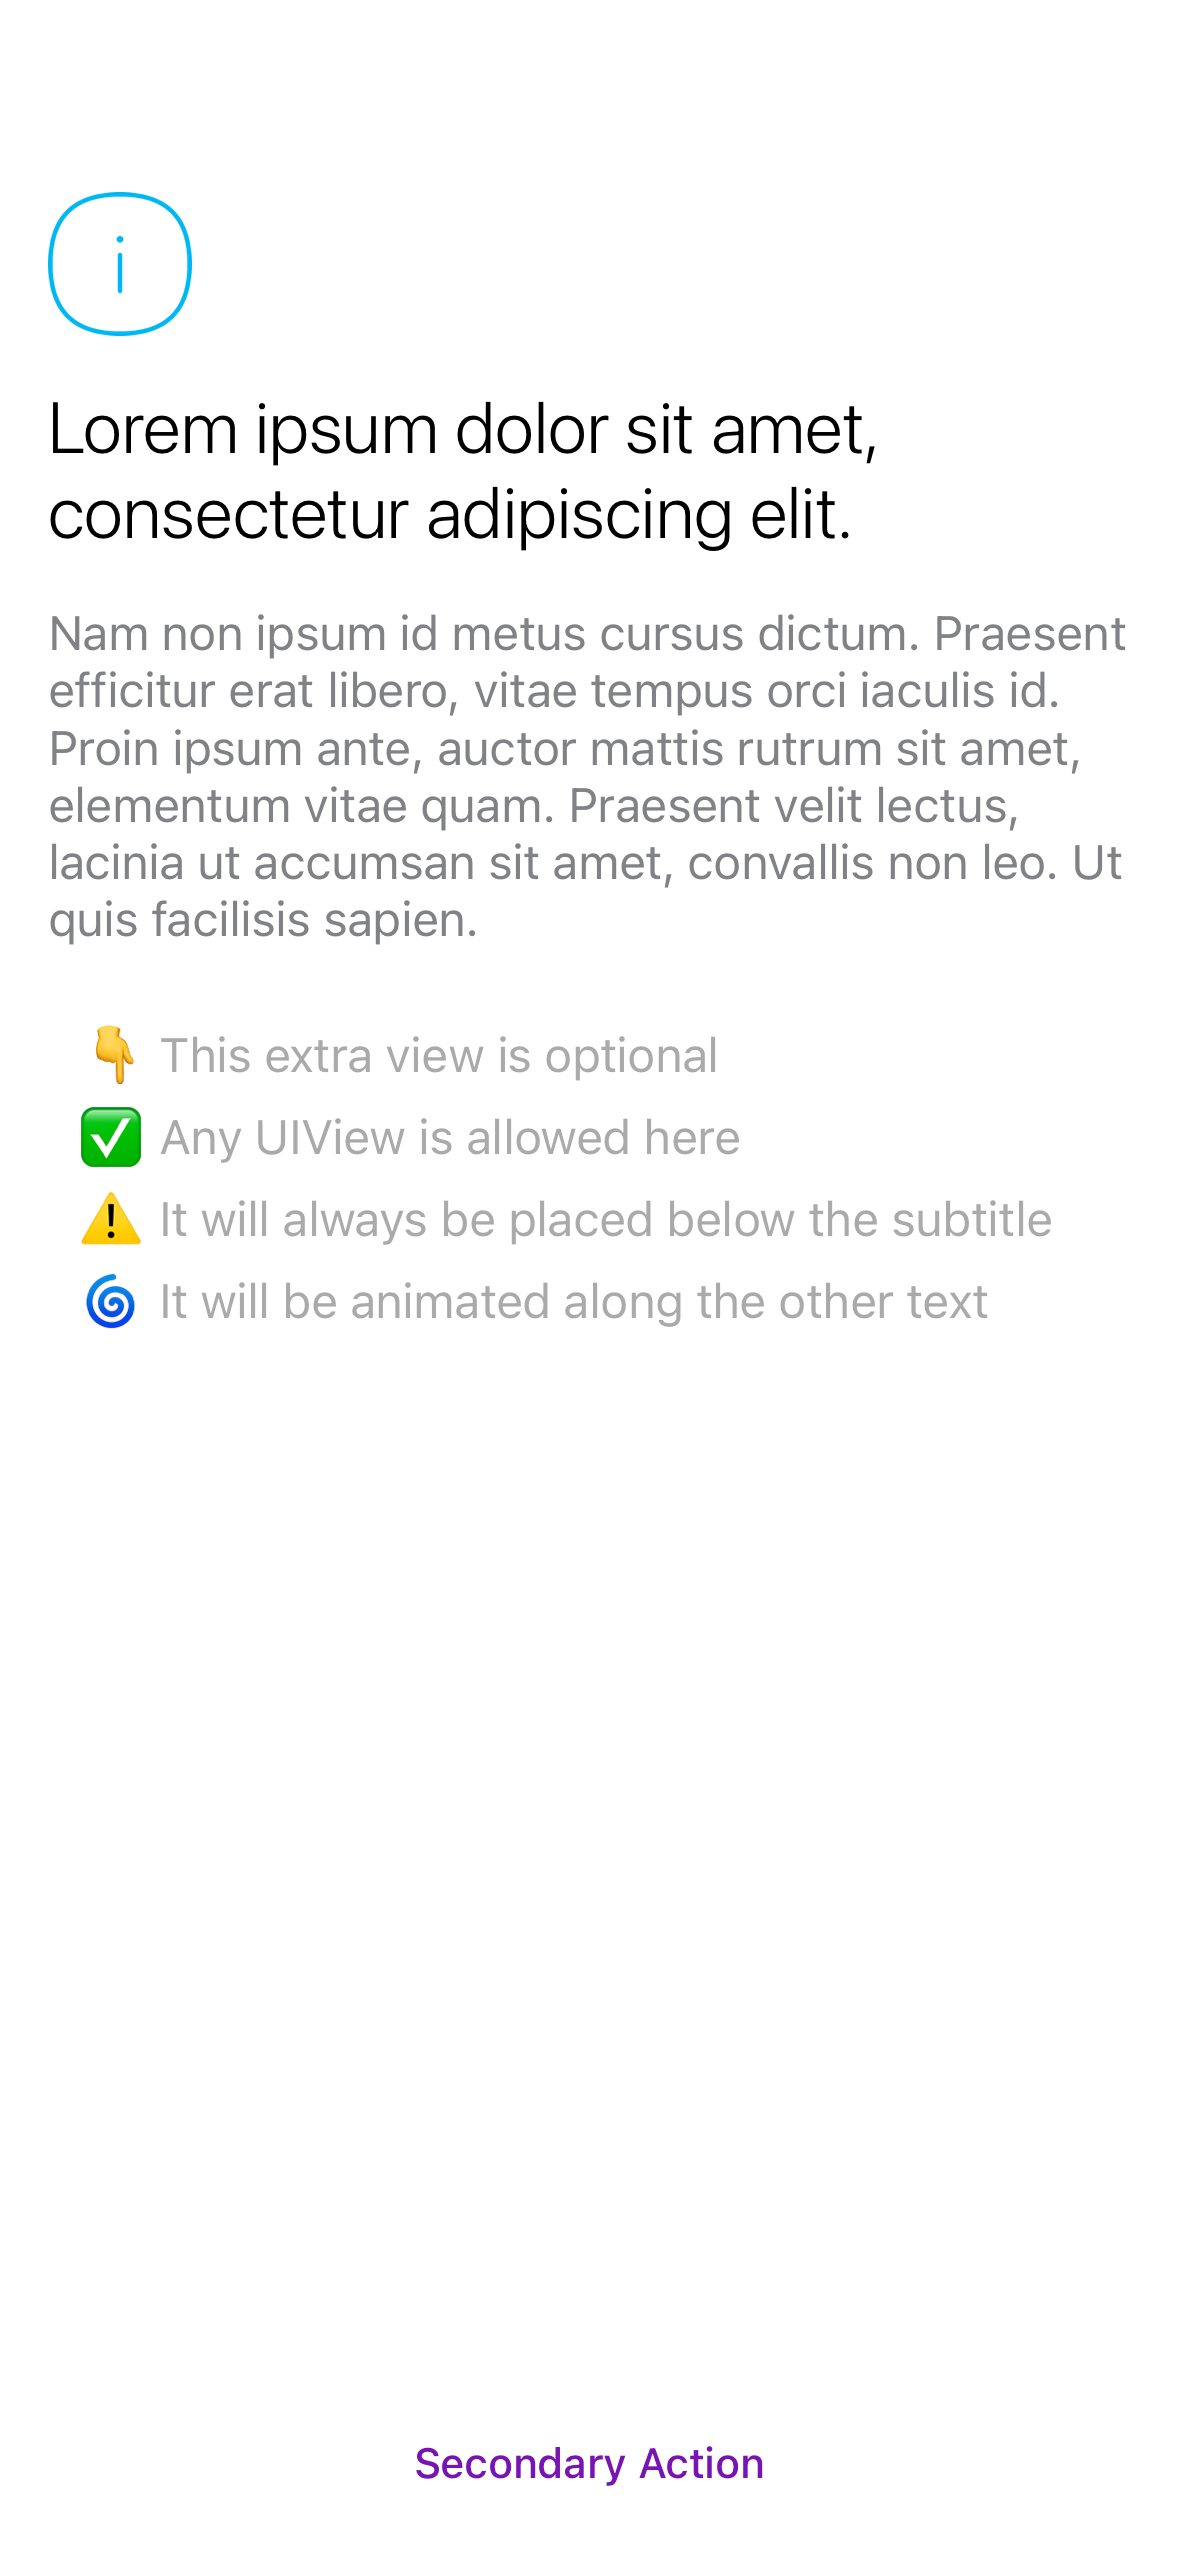 Lorem ipsum dolor sit amet,
consectetur adipiscing elit.
Nam non ipsum id metus cursus dictum. Praesent
efficitur erat libero, vitae tempus orci iaculis id.
Proin ipsum ante, auctor mattis rutrum sit amet,
elementum vitae quam. Praesent velit lectus,
lacinia ut accumsan sit amet, convallis non leo. Ut
quis facilisis sapien.
👇 This extra view is optional
✅ Any UIView is allowed here
⚠️ It will always be placed below the subtitle
🌀 It will be animated along the other text
Secondary Action